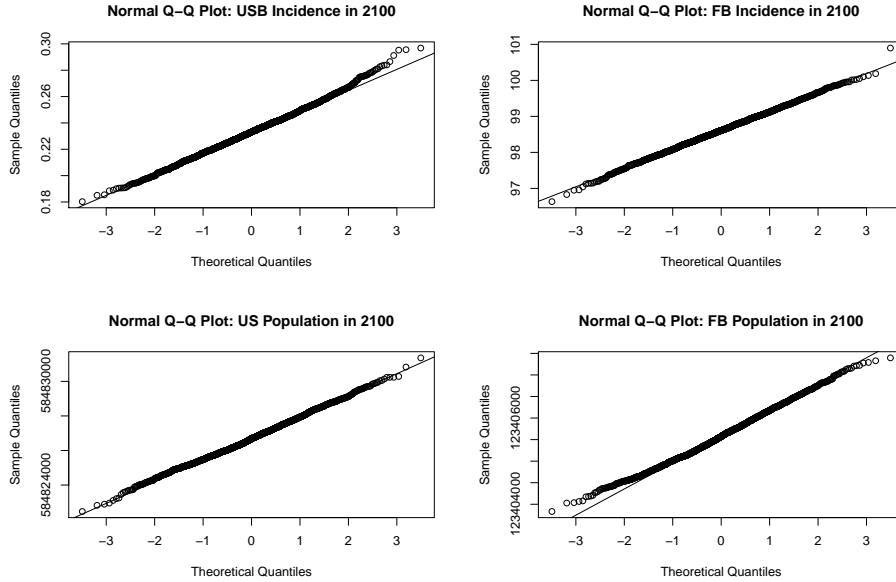 Normal Q−Q Plot: USB Incidence in 2100
Sample Quantiles
0.30
0.26
0.22
0.18
−3 −2 −1 0 1 2 3
Theoretical Quantiles
Normal Q−Q Plot: FB Incidence in 2100
Sample Quantiles
101
100
99
98
97
−3 −2 −1 0 1 2 3
Theoretical Quantiles
Normal Q−Q Plot: US Population in 2100
Sample Quantiles
584830000
584824000
−3 −2 −1 0 1 2 3
Theoretical Quantiles
Normal Q−Q Plot: FB Population in 2100
Sample Quantiles
123406000
123404000
−3 −2 −1 0 1 2 3
Theoretical Quantiles